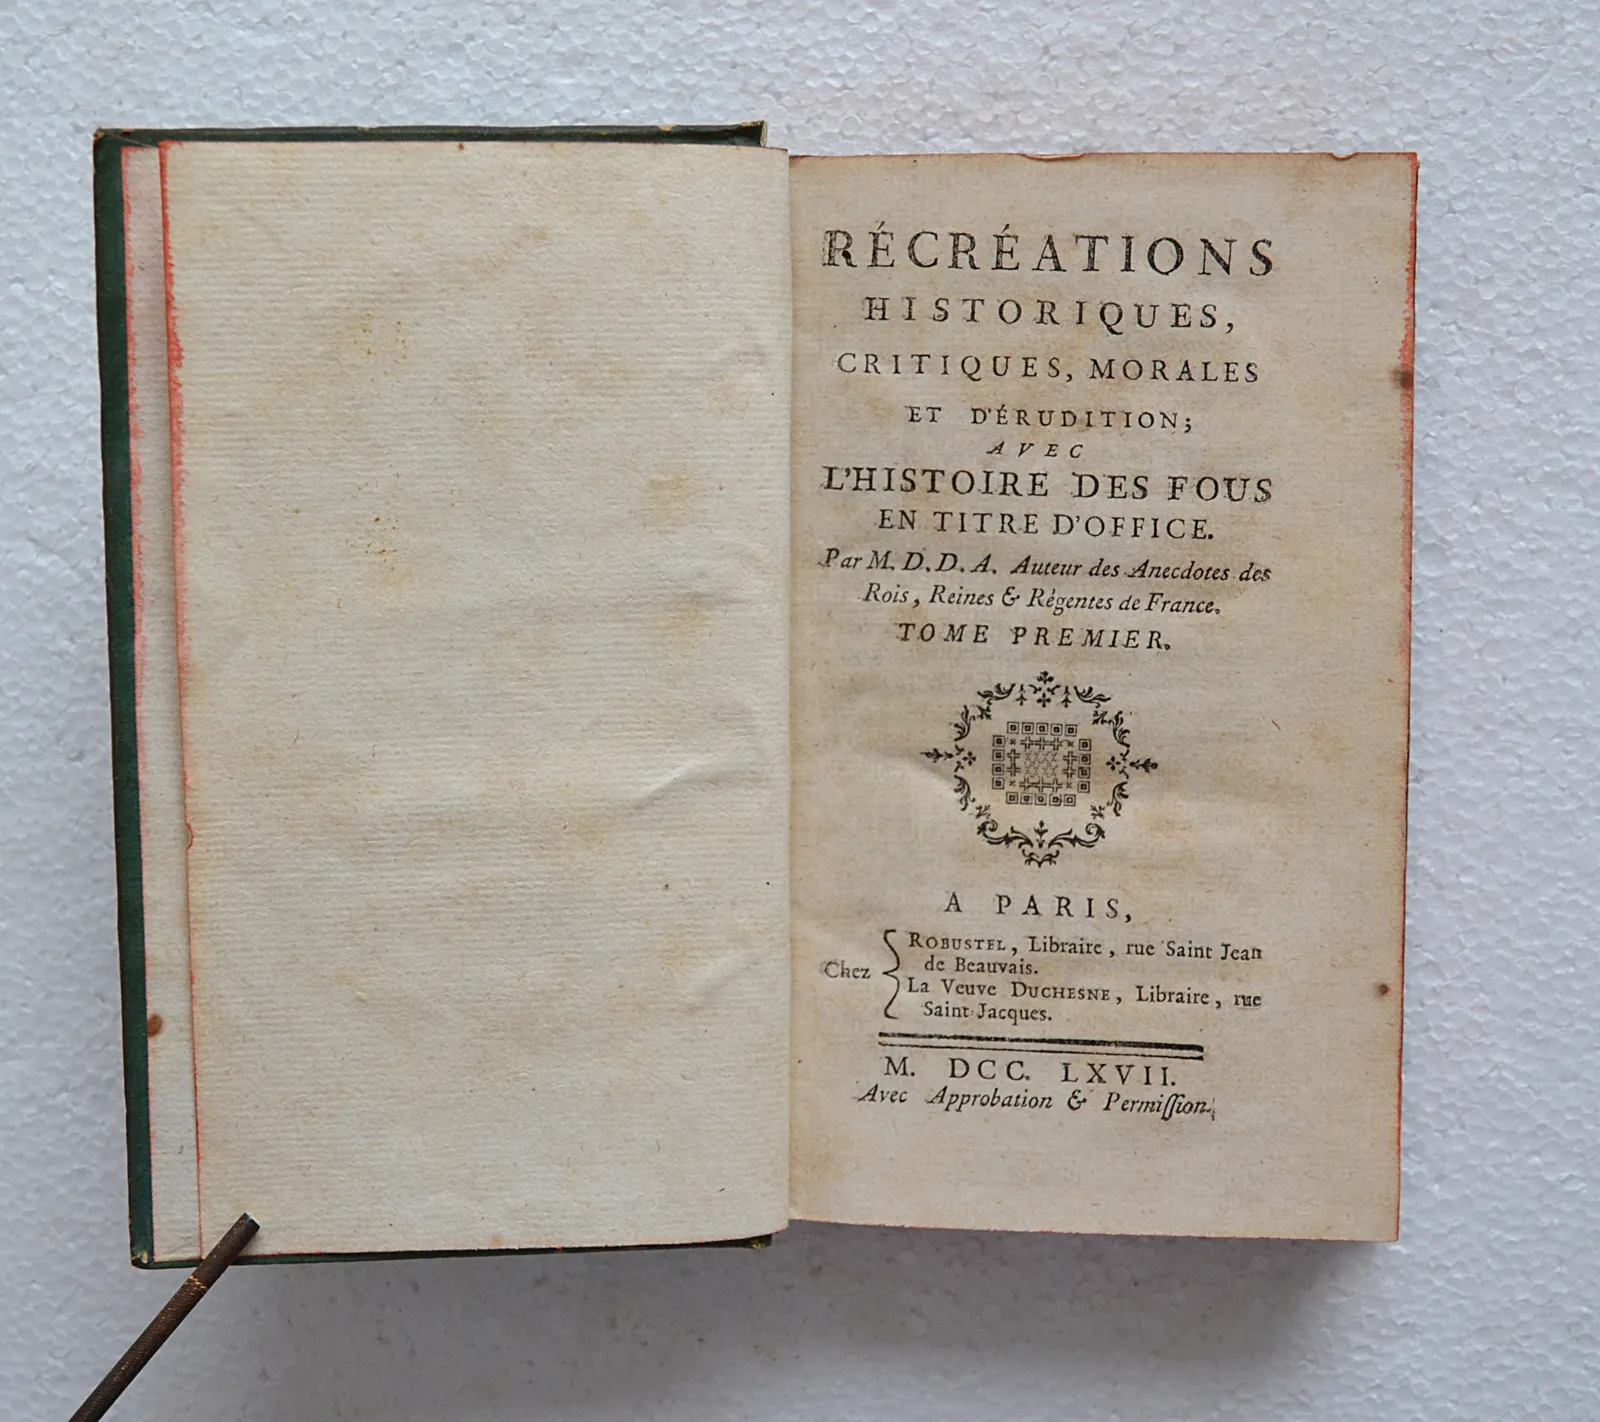 RÉCRÉATIONS
HISTORIQUES,
CRITIQUES, MORALES
ET D'ÉRUDITION;
AVEC
L'HISTOIRE DES FOUS
EN TITRE D'OFFICE.
Par M. D. D. A. Auteur des Anecdotes des
Rois, Reines & Régentes de France.
TOME PREMIER.
A PARIS,
Chez
ROBUSTEL, Libraire, rue Saint Jean
de Beauvais.
La Veuve DUCHESNE, Libraire, rue
Saint Jacques.
M. DCC. LXVII.
Avec Approbation & Permiſſion.